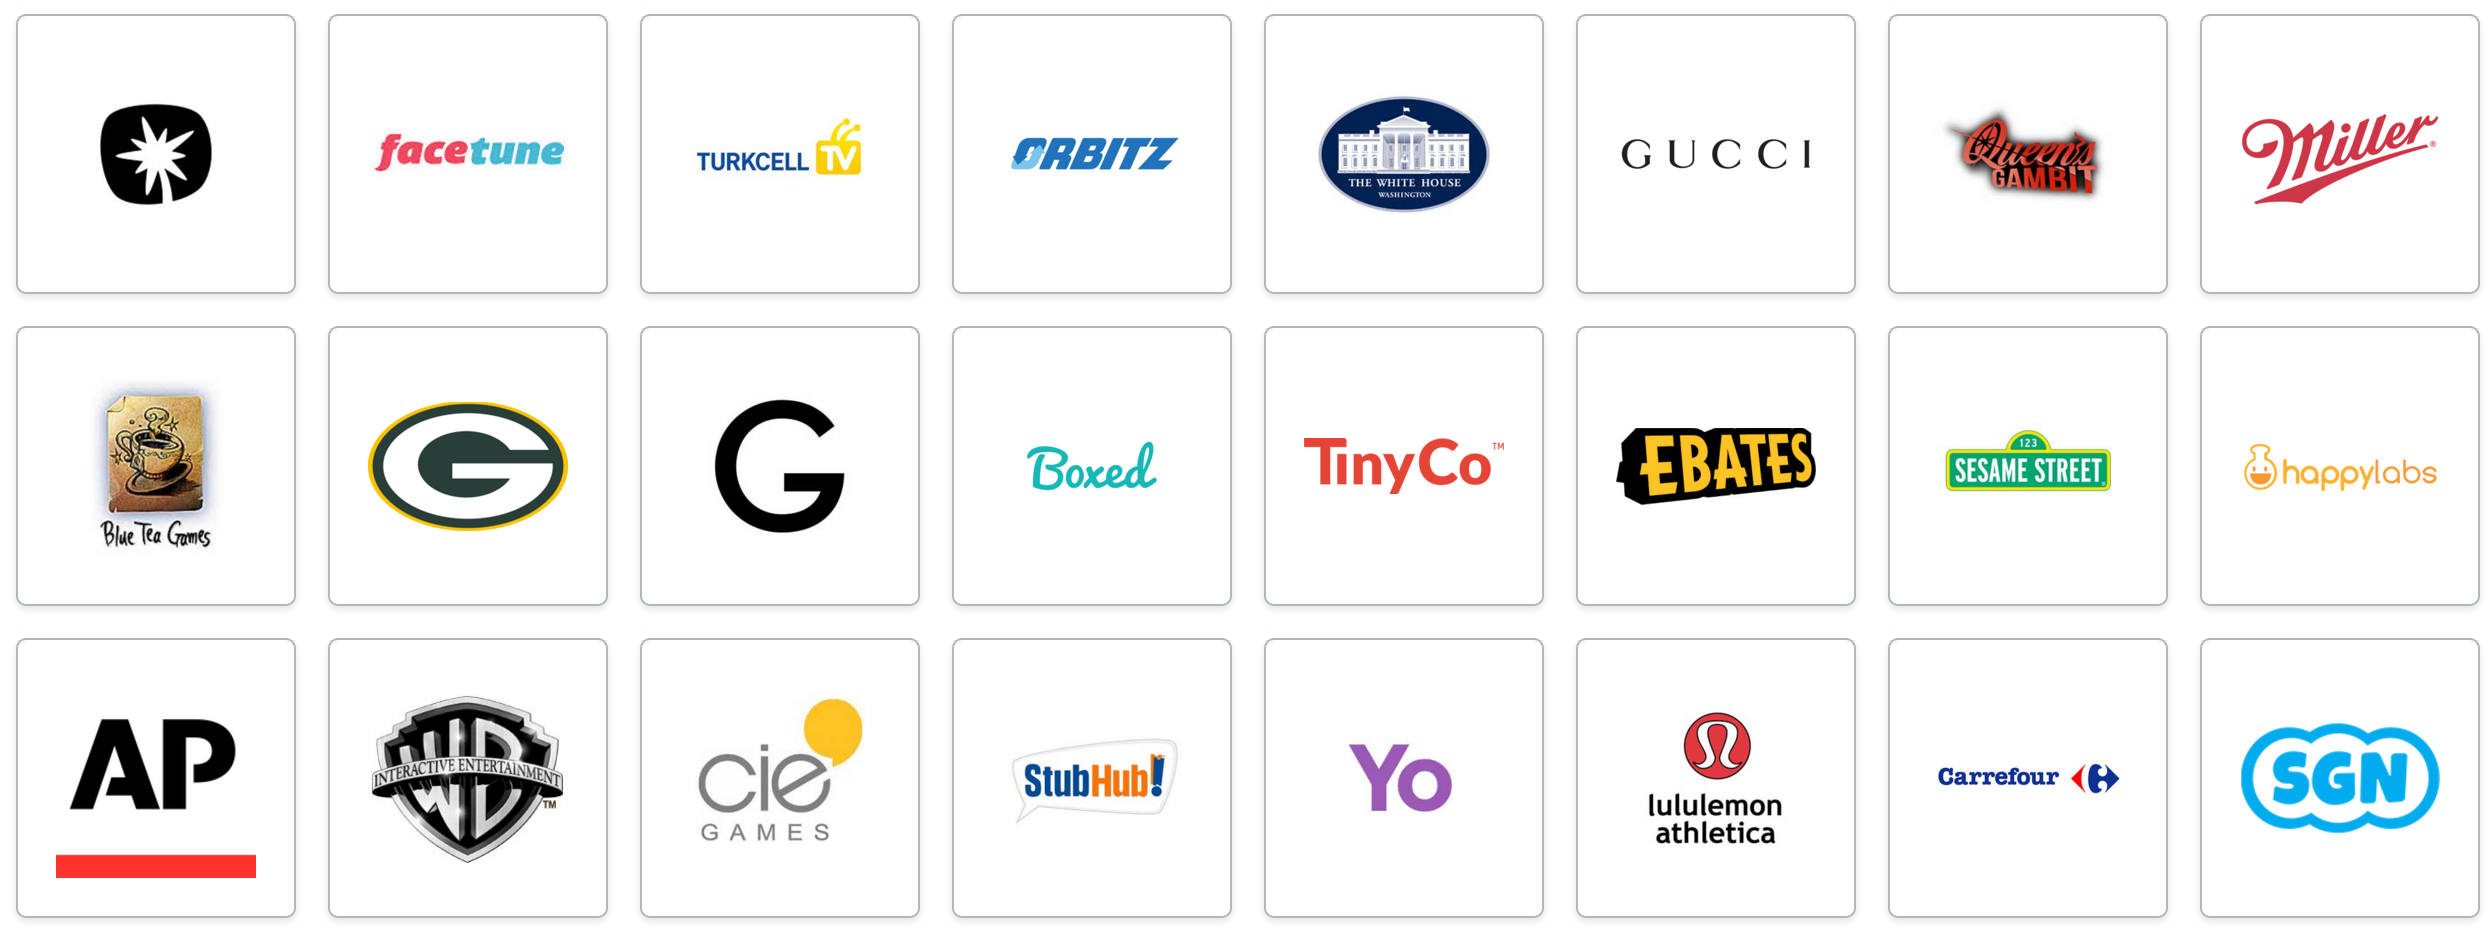 facetune
TURKCELL TV
ORBITZ
THE WHITE HOUSE
WASHINGTON
GUCCI
Queen's
GAMBIT
Miller®
Blue Tea Games
G
G
Boxed
TinyCo™
EBATES
123
SESAME STREET
happylabs
AP
WB
INTERACTIVE ENTERTAINMENT
™
cie
GAMES
StubHub!
Yo
lululemon
athletica
Carrefour
SGN